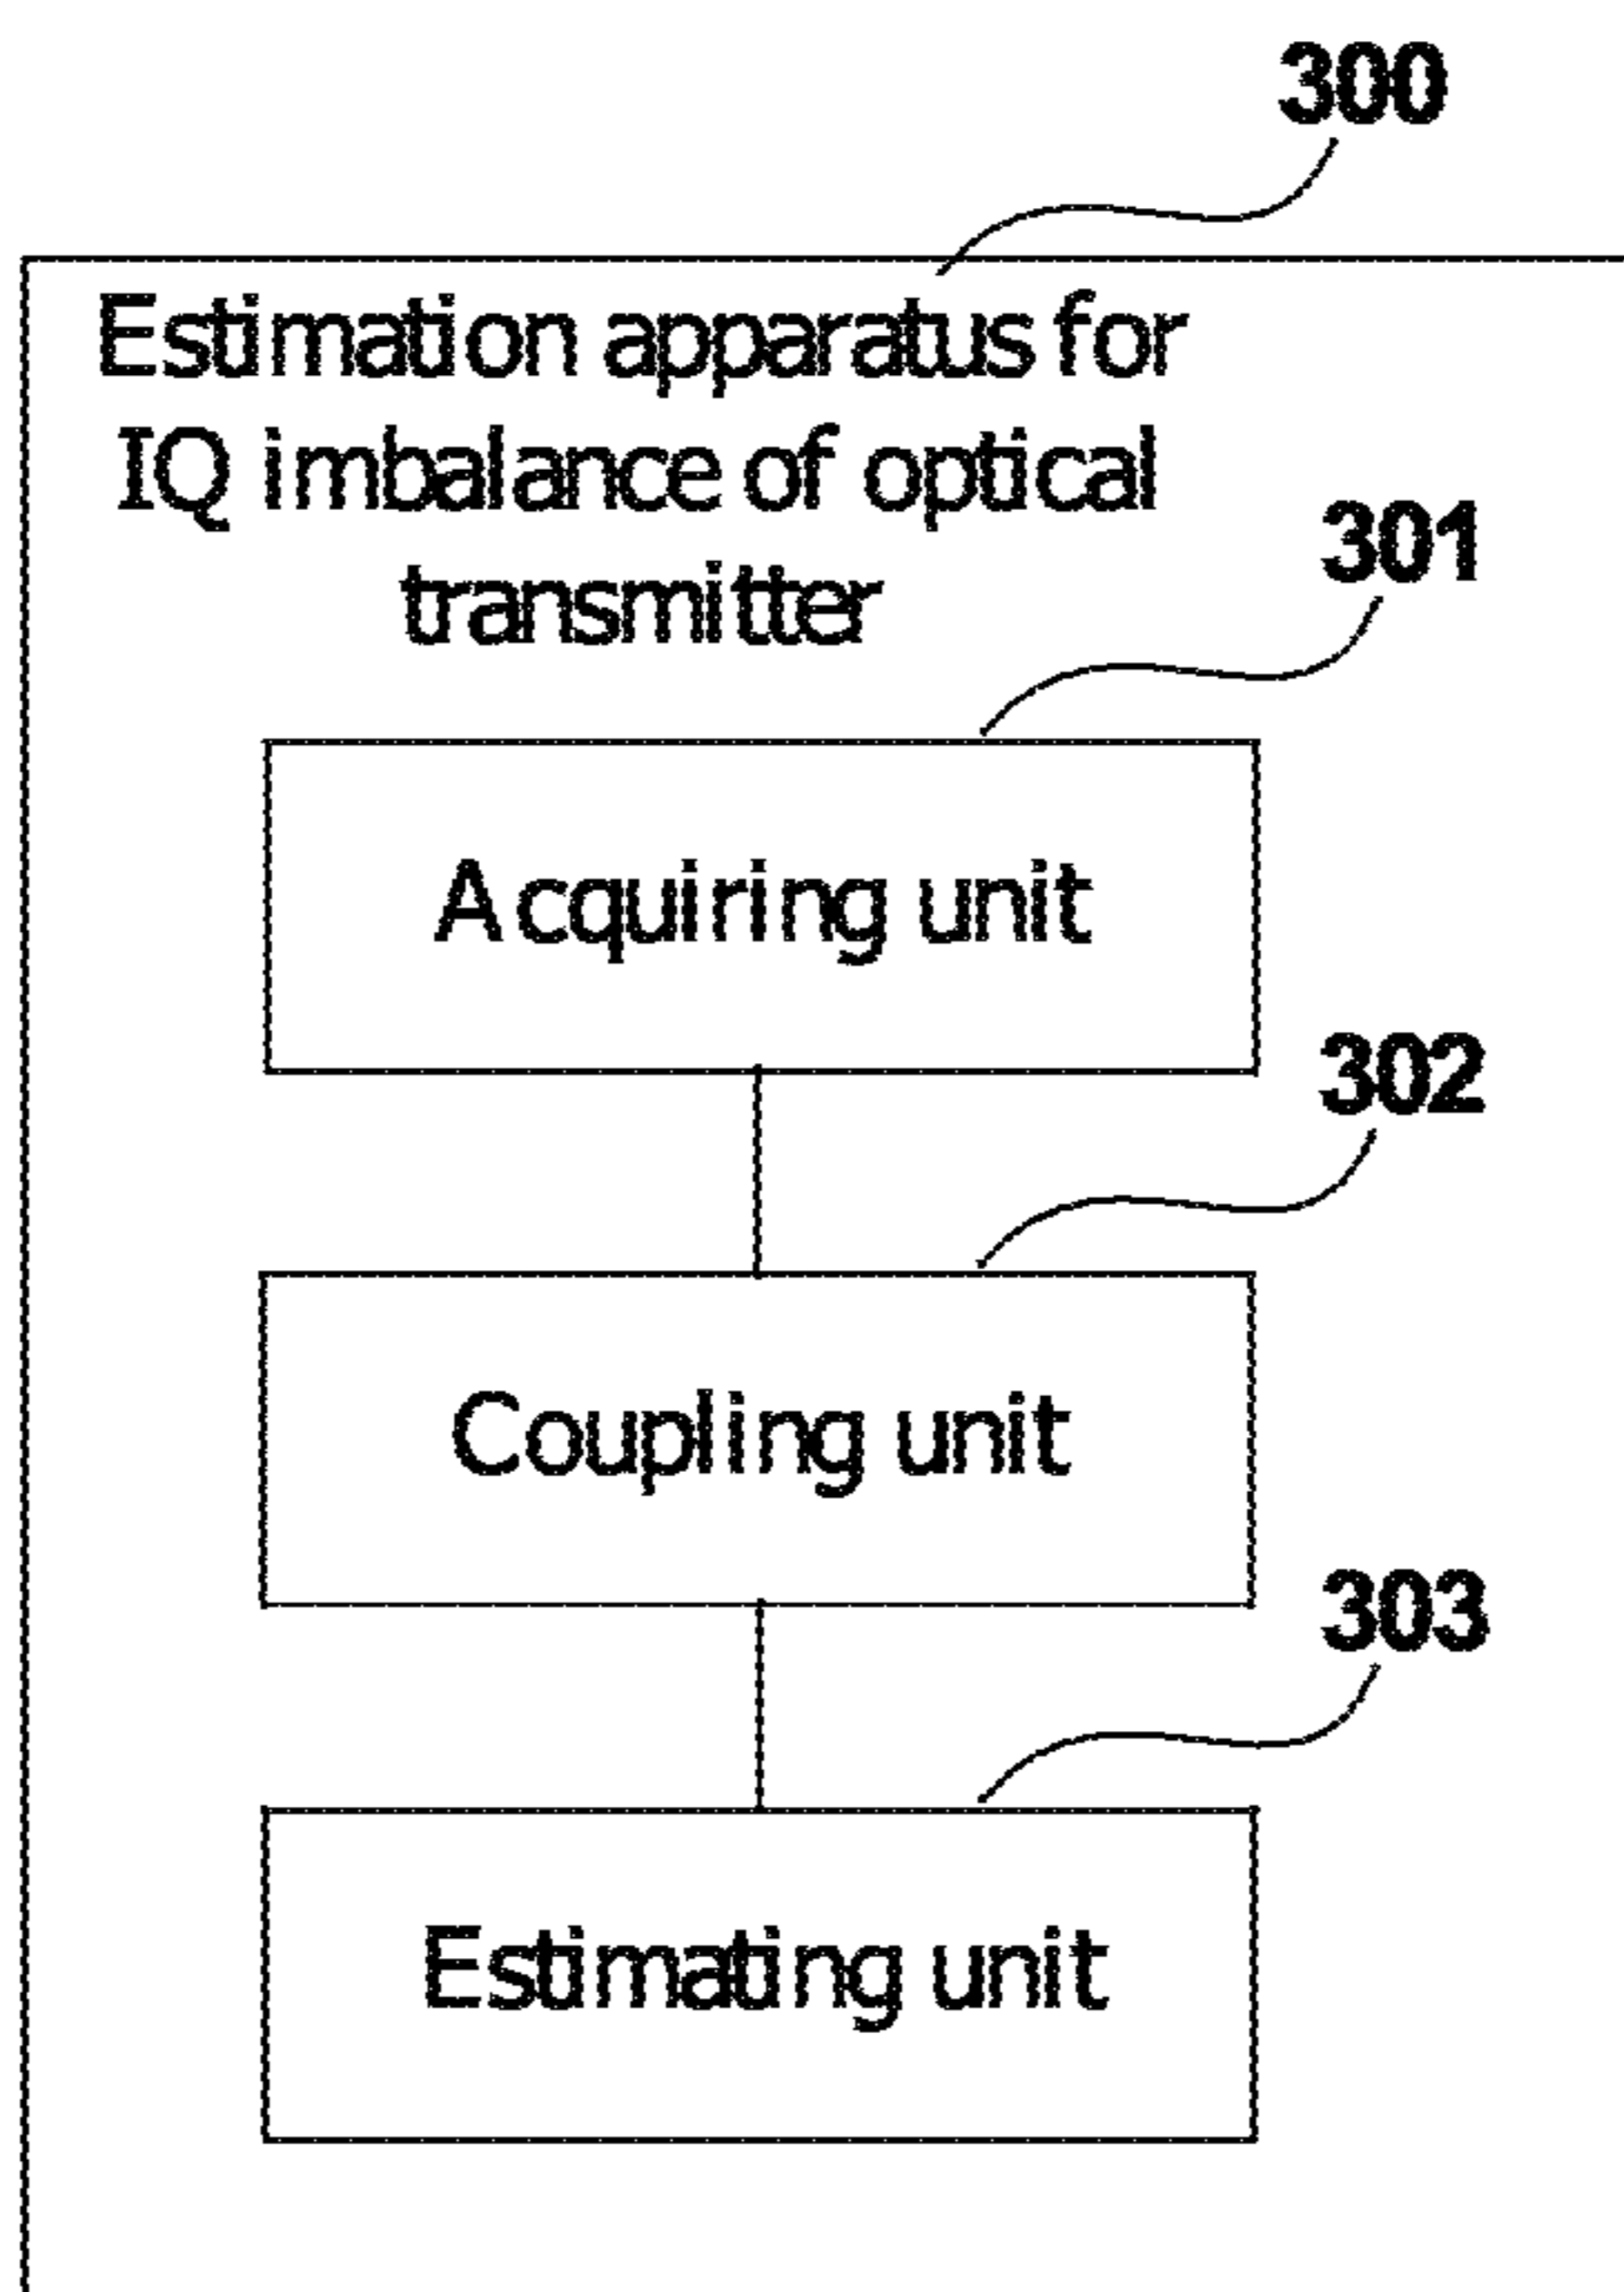 300
Estimation apparatus for
IQ imbalance of optical
transmitter
301
Acquiring unit
302
Coupling unit
303
Estimating unit